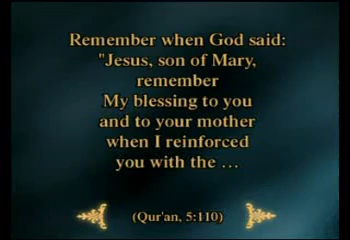 Remember when God said:
"Jesus, son of Mary,
remember
My blessing to you
and to your mother
when I reinforced
you with the ...
(Qur'an, 5:110)